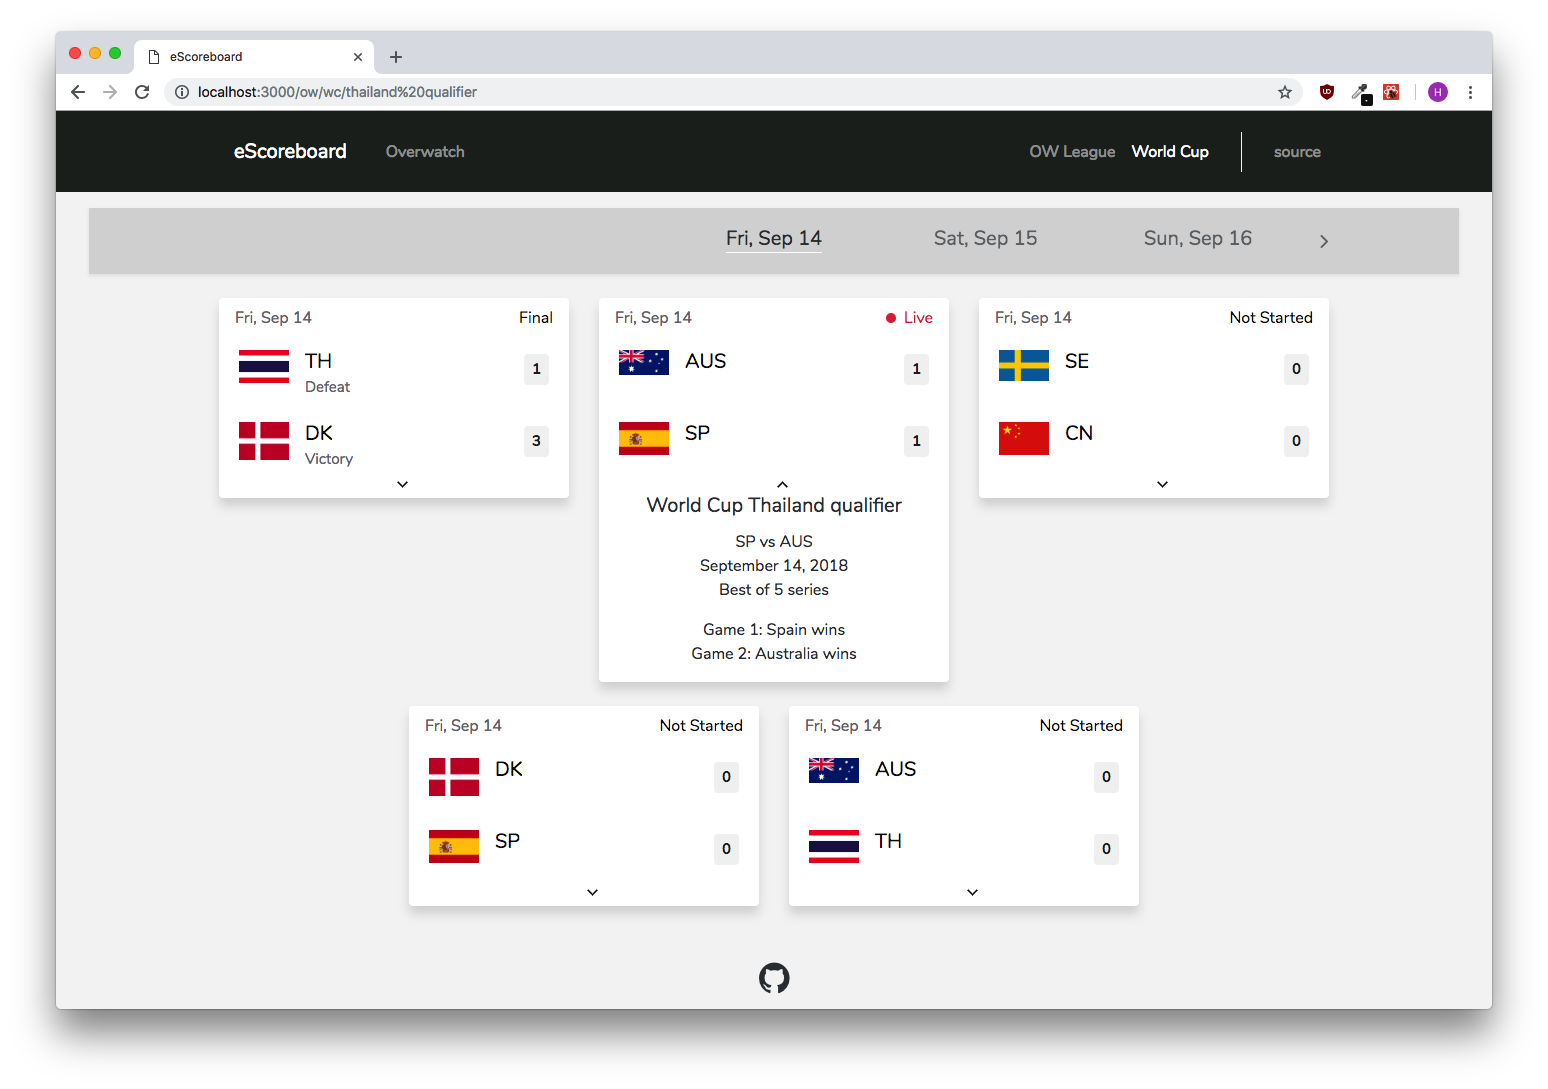 eScoreboard
localhost:3000/ow/wc/thailand%20qualifier
H
eScoreboard Overwatch OW League World Cup source
Fri, Sep 14 Sat, Sep 15 Sun, Sep 16
Fri, Sep 14 Final
TH 1
Defeat
DK 3
Victory
Fri, Sep 14 Live
AUS 1
SP 1
World Cup Thailand qualifier
SP vs AUS
September 14, 2018
Best of 5 series
Game 1: Spain wins
Game 2: Australia wins
Fri, Sep 14 Not Started
SE 0
CN 0
Fri, Sep 14 Not Started
DK 0
SP 0
Fri, Sep 14 Not Started
AUS 0
TH 0